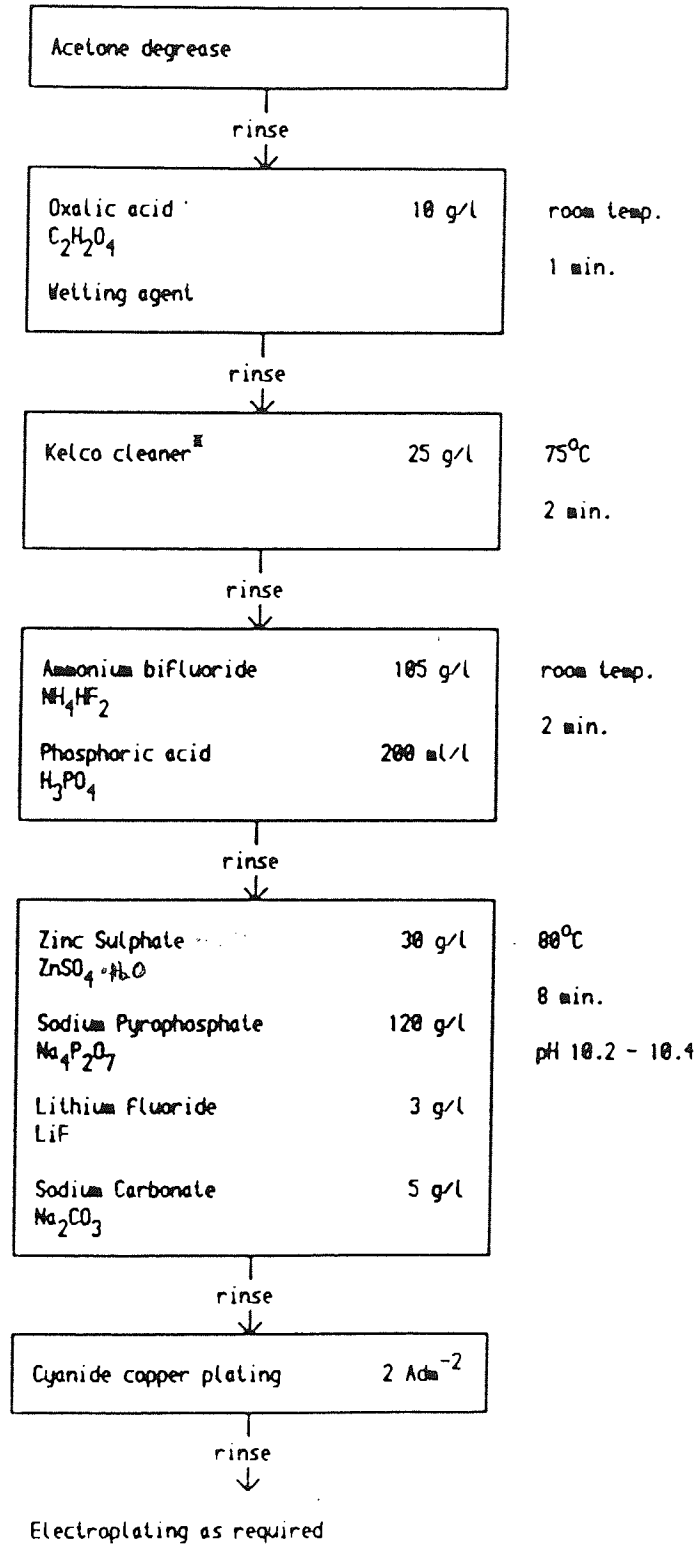 Acetone degrease
rinse
Oxalic acid 10 g/l room temp.
C₂H₂O₄
1 min.
Wetting agent
rinse
Kelco cleaner* 25 g/l 75°C
2 min.
rinse
Ammonium bifluoride 105 g/l room temp.
NH₄HF₂
2 min.
Phosphoric acid 200 ml/l
H₃PO₄
rinse
Zinc Sulphate 30 g/l 80°C
ZnSO₄·H₂O
8 min.
Sodium Pyrophosphate 120 g/l
Na₄P₂O₇ pH 10.2 - 10.4
Lithium Fluoride 3 g/l
LiF
Sodium Carbonate 5 g/l
Na₂CO₃
rinse
Cyanide copper plating 2 Adm⁻²
rinse
Electroplating as required